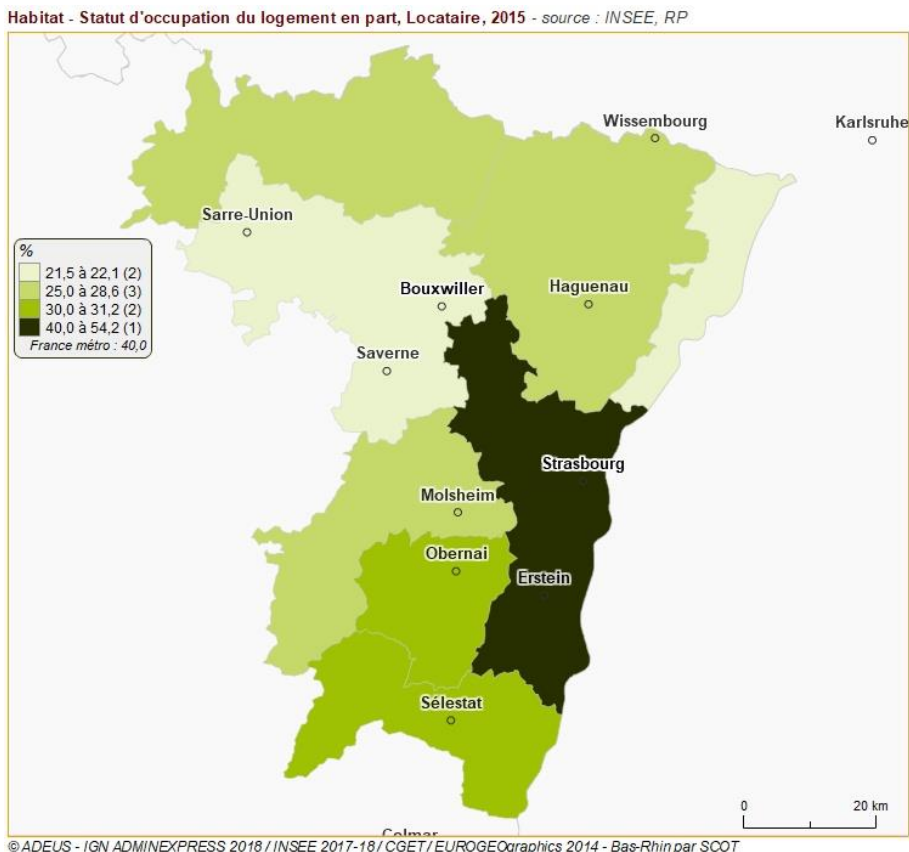 Habitat - Statut d'occupation du logement en part, Locataire, 2015 - source : INSEE, RP
Wissembourg
Karlsruhe
Sarre-Union
%
21,5 à 22,1 (2)
25,0 à 28,6 (3)
30,0 à 31,2 (2)
40,0 à 54,2 (1)
France métro : 40,0
Bouxwiller
Haguenau
Saverne
Strasbourg
Molsheim
Obernai
Erstein
Sélestat
0 20 km
Colmar
© ADEUS - IGN ADMINEXPRESS 2018 / INSEE 2017-18 / CGET / EUROGEOgraphics 2014 - Bas-Rhin par SCOT